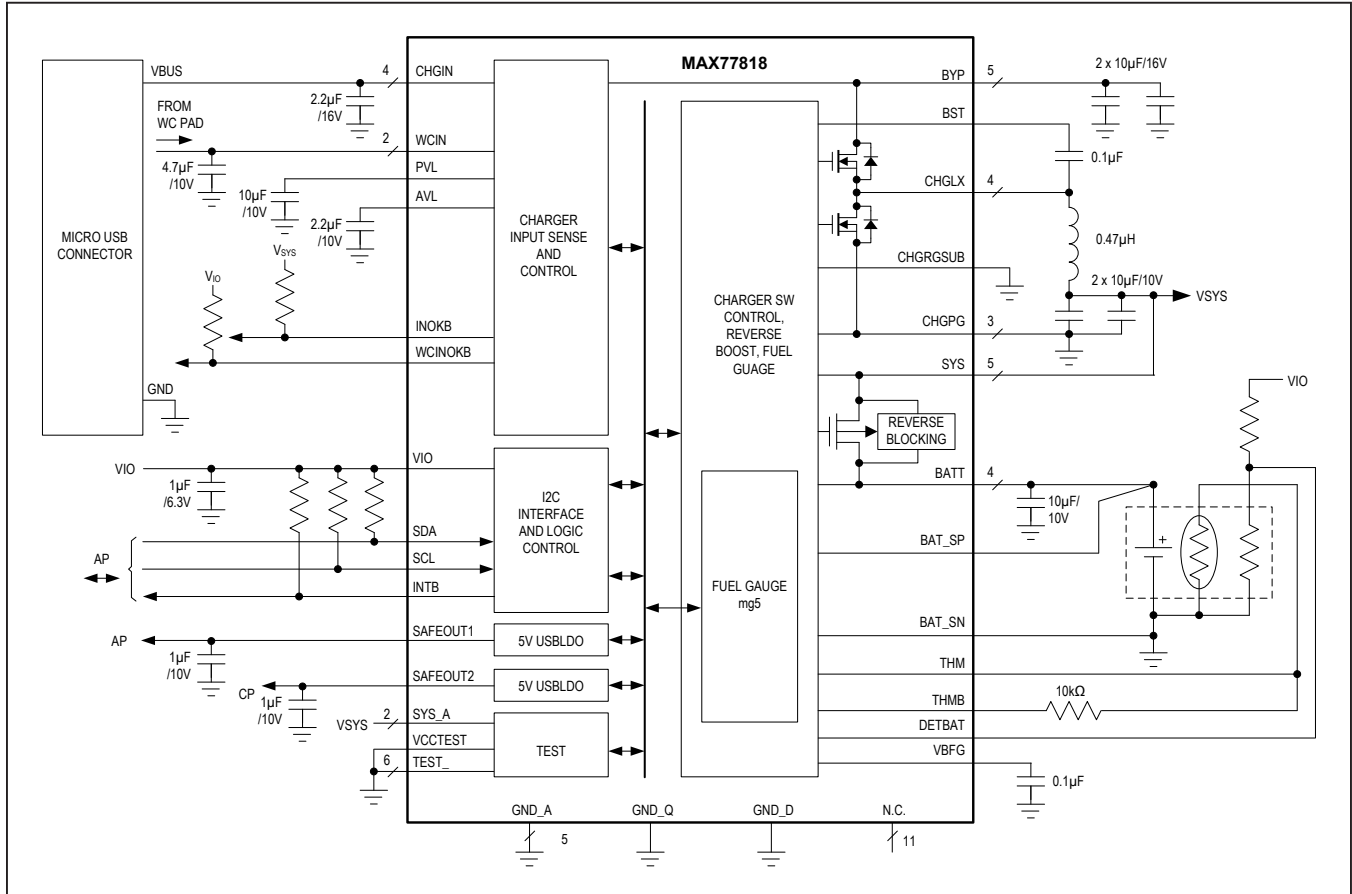 MAX77818
VBUS
4
CHGIN
2.2µF
/16V
FROM
WC PAD
2
WCIN
4.7µF
/10V
PVL
10µF
/10V
AVL
2.2µF
/10V
MICRO USB
CONNECTOR
VSYS
VIO
INOKB
WCINOKB
GND
CHARGER
INPUT SENSE
AND
CONTROL
VIO
VIO
1µF
/6.3V
SDA
SCL
INTB
AP
I2C
INTERFACE
AND LOGIC
CONTROL
AP
SAFEOUT1
1µF
/10V
5V USBLDO
CP
SAFEOUT2
1µF
/10V
5V USBLDO
VSYS
2
SYS_A
VCCTEST
6
TEST_
TEST
CHARGER SW
CONTROL,
REVERSE
BOOST, FUEL
GUAGE
FUEL GAUGE
mg5
REVERSE
BLOCKING
BYP
5
2 x 10µF/16V
BST
0.1µF
CHGLX
4
0.47µH
CHGRGSUB
2 x 10µF/10V
VSYS
CHGPG
3
SYS
5
VIO
BATT
4
10µF/
10V
+
BAT_SP
BAT_SN
THM
THMB
10kΩ
DETBAT
VBFG
0.1µF
GND_A
5
GND_Q
GND_D
N.C.
11